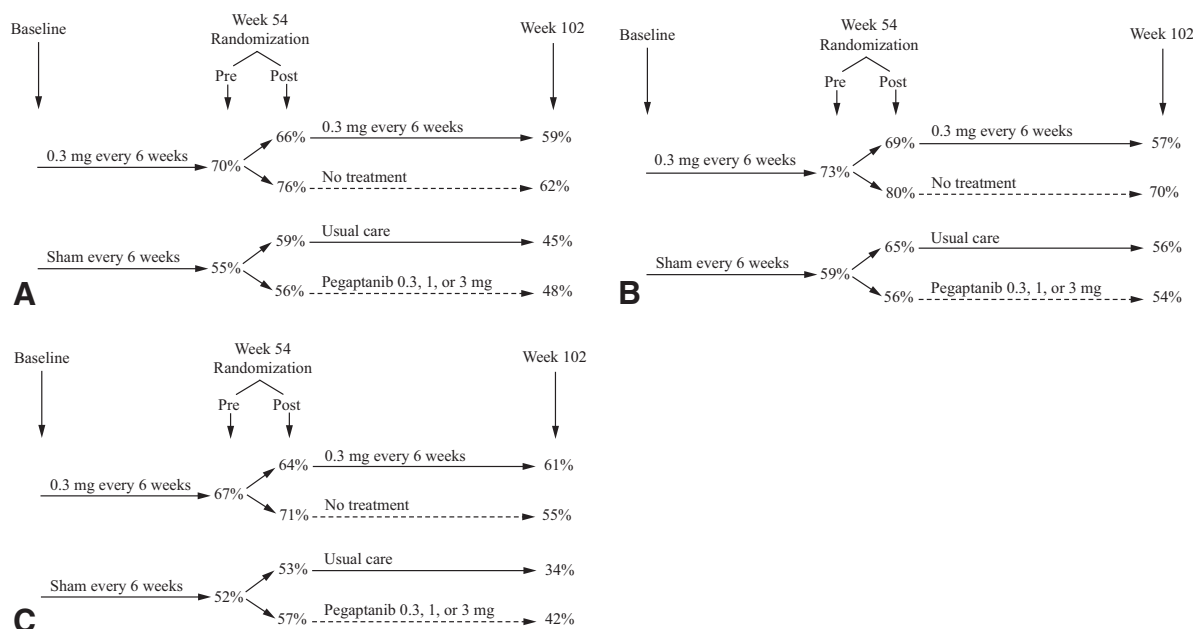 Baseline
Week 54
Randomization
Pre
Post
Week 102
0.3 mg every 6 weeks
70%
66%
0.3 mg every 6 weeks
59%
76%
No treatment
62%
Sham every 6 weeks
55%
59%
Usual care
45%
56%
Pegaptanib 0.3, 1, or 3 mg
48%
A
Baseline
Week 54
Randomization
Pre
Post
Week 102
0.3 mg every 6 weeks
73%
69%
0.3 mg every 6 weeks
57%
80%
No treatment
70%
Sham every 6 weeks
59%
65%
Usual care
56%
56%
Pegaptanib 0.3, 1, or 3 mg
54%
B
Baseline
Week 54
Randomization
Pre
Post
Week 102
0.3 mg every 6 weeks
67%
64%
0.3 mg every 6 weeks
61%
71%
No treatment
55%
Sham every 6 weeks
52%
53%
Usual care
34%
57%
Pegaptanib 0.3, 1, or 3 mg
42%
C